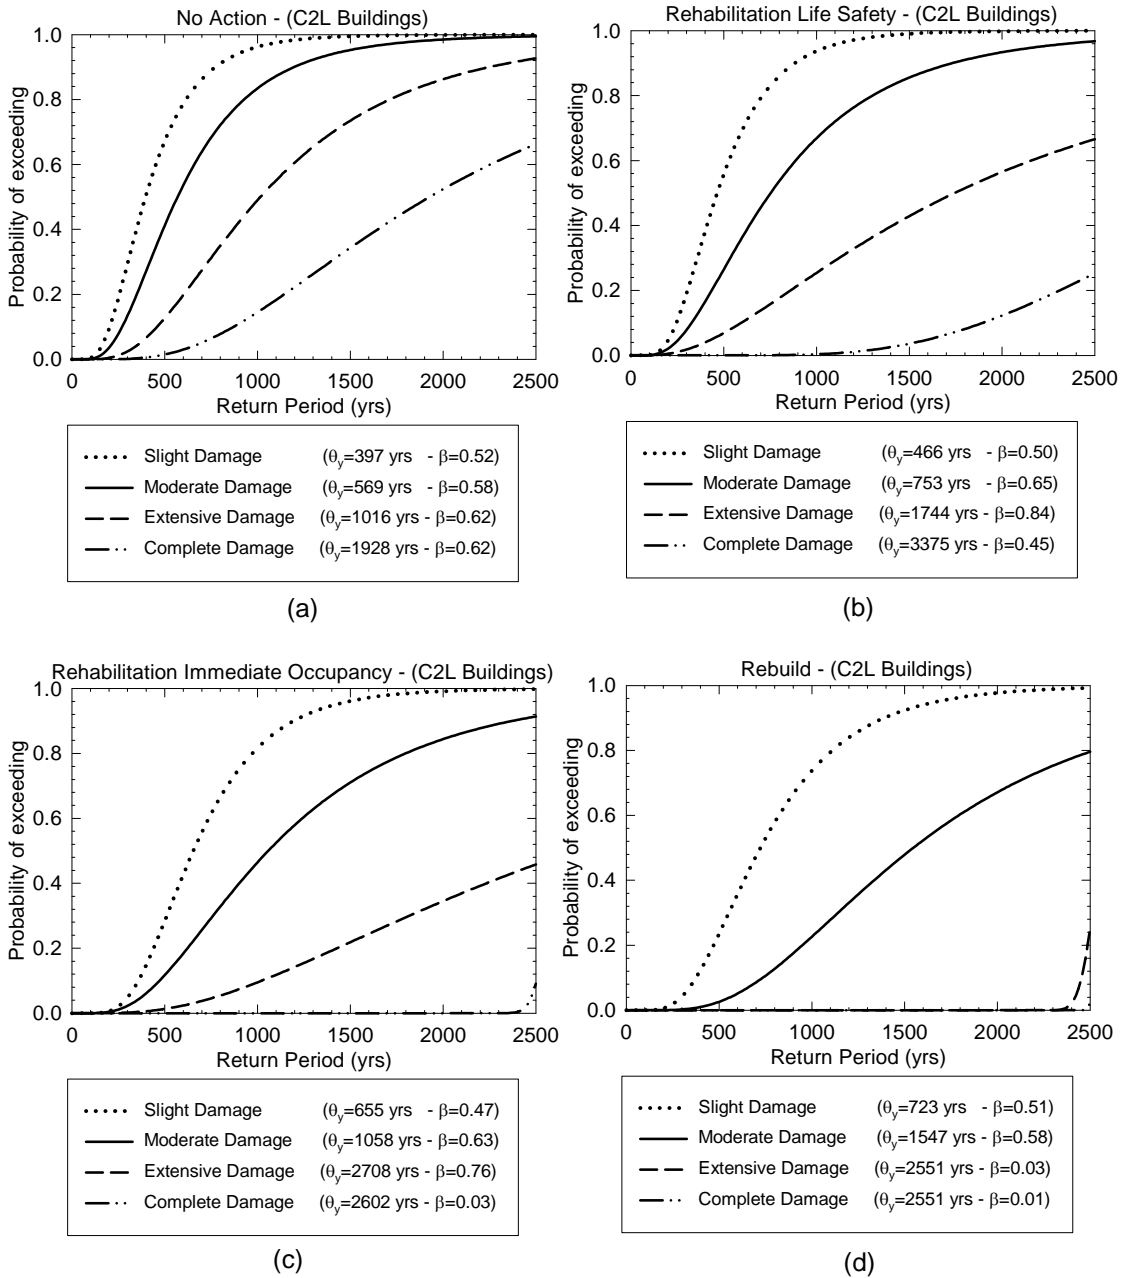 No Action - (C2L Buildings)
1.0
0.8
0.6
0.4
0.2
0.0
Probability of exceeding
0 500 1000 1500 2000 2500
Return Period (yrs)
Slight Damage (θy=397 yrs - β=0.52)
Moderate Damage (θy=569 yrs - β=0.58)
Extensive Damage (θy=1016 yrs - β=0.62)
Complete Damage (θy=1928 yrs - β=0.62)
(a)
Rehabilitation Life Safety - (C2L Buildings)
1.0
0.8
0.6
0.4
0.2
0.0
Probability of exceeding
0 500 1000 1500 2000 2500
Return Period (yrs)
Slight Damage (θy=466 yrs - β=0.50)
Moderate Damage (θy=753 yrs - β=0.65)
Extensive Damage (θy=1744 yrs - β=0.84)
Complete Damage (θy=3375 yrs - β=0.45)
(b)
Rehabilitation Immediate Occupancy - (C2L Buildings)
1.0
0.8
0.6
0.4
0.2
0.0
Probability of exceeding
0 500 1000 1500 2000 2500
Return Period (yrs)
Slight Damage (θy=655 yrs - β=0.47)
Moderate Damage (θy=1058 yrs - β=0.63)
Extensive Damage (θy=2708 yrs - β=0.76)
Complete Damage (θy=2602 yrs - β=0.03)
(c)
Rebuild - (C2L Buildings)
1.0
0.8
0.6
0.4
0.2
0.0
Probability of exceeding
0 500 1000 1500 2000 2500
Return Period (yrs)
Slight Damage (θy=723 yrs - β=0.51)
Moderate Damage (θy=1547 yrs - β=0.58)
Extensive Damage (θy=2551 yrs - β=0.03)
Complete Damage (θy=2551 yrs - β=0.01)
(d)